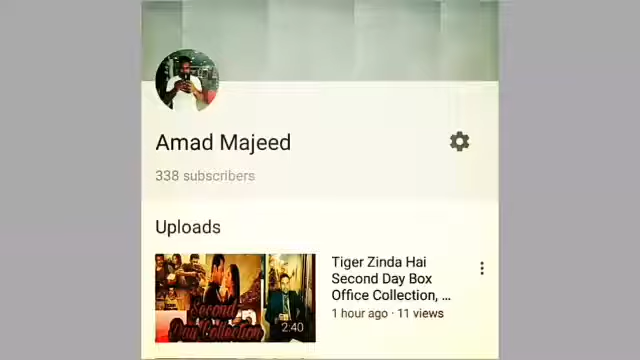 Amad Majeed
338 subscribers
Uploads
Second
Day Collection
2:40
Tiger Zinda Hai
Second Day Box
Office Collection, ...
1 hour ago · 11 views